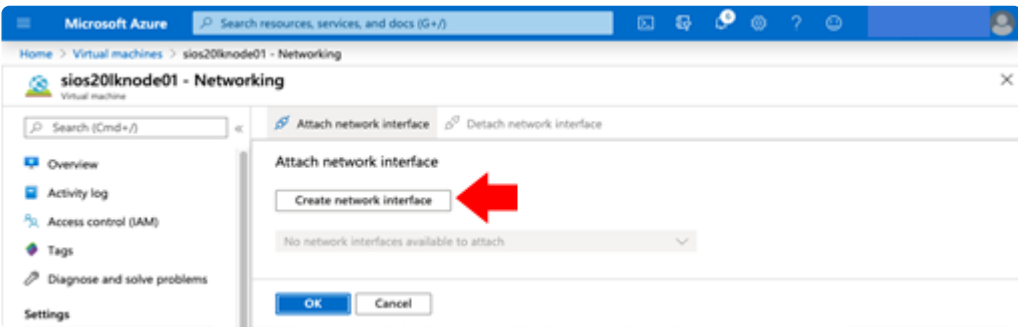 Microsoft Azure
Search resources, services, and docs (G+/)
Home > Virtual machines > sios20lknode01 - Networking
sios20lknode01 - Networking
Virtual machine
Search (Cmd+/)
Attach network interface Detach network interface
Overview
Activity log
Access control (IAM)
Tags
Diagnose and solve problems
Settings
Attach network interface
Create network interface
No network interfaces available to attach
OK Cancel